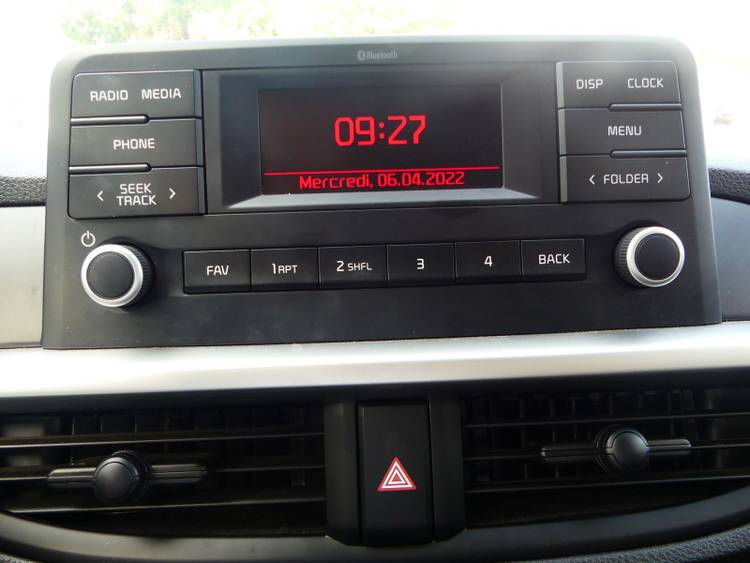 Bluetooth
RADIO MEDIA
PHONE
< SEEK TRACK >
09:27
Mercredi, 06.04.2022
DISP CLOCK
MENU
< FOLDER >
FAV 1 RPT 2 SHFL 3 4 BACK